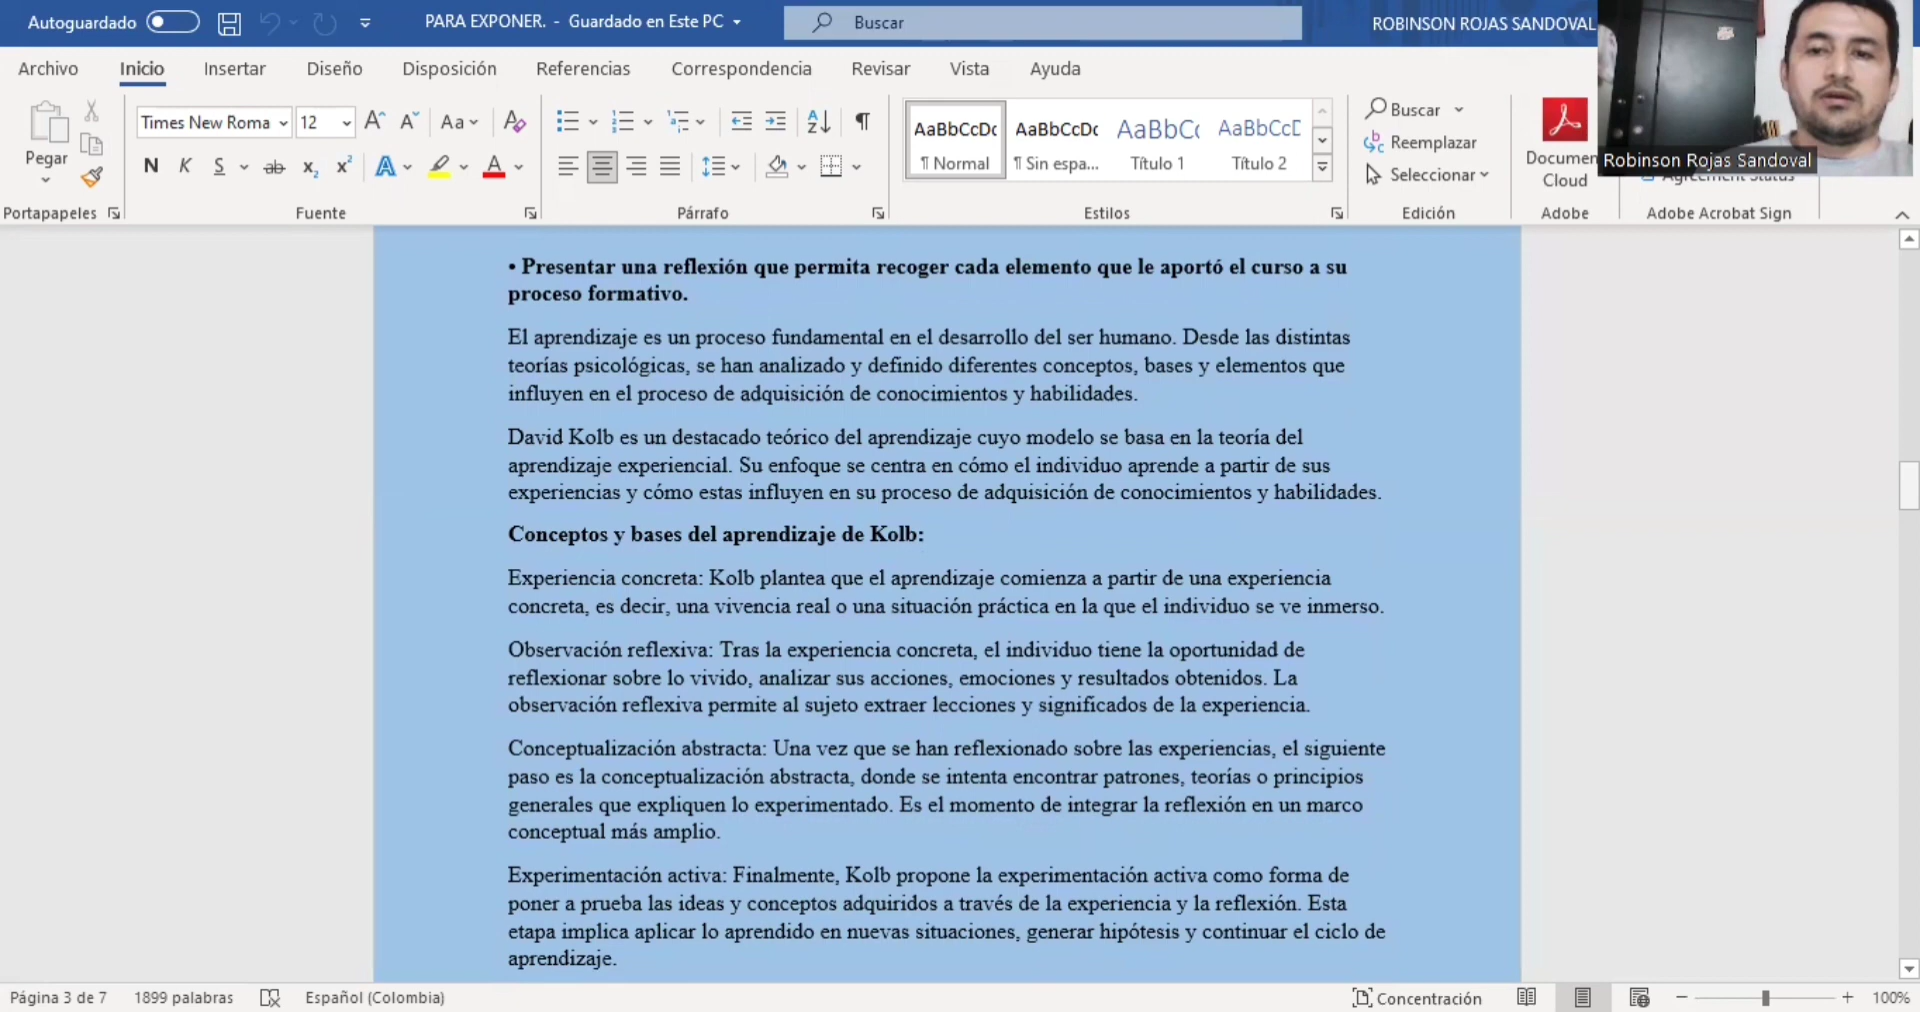 Autoguardado
PARA EXPONER. - Guardado en Este PC
Buscar
ROBINSON ROJAS SANDOVAL
Archivo
Inicio
Insertar
Diseño
Disposición
Referencias
Correspondencia
Revisar
Vista
Ayuda
Pegar
Times New Roma
12
Aa
N K S ab x₂ x² A A
AaBbCcDc
¶ Normal
AaBbCcDc
¶ Sin espa...
AaBbCc
Título 1
AaBbCcE
Título 2
Buscar
Reemplazar
Seleccionar
Documen
Cloud
Robinson Rojas Sandoval
Agreement Status
Portapapeles
Fuente
Párrafo
Estilos
Edición
Adobe
Adobe Acrobat Sign
• Presentar una reflexión que permita recoger cada elemento que le aportó el curso a su
proceso formativo.
El aprendizaje es un proceso fundamental en el desarrollo del ser humano. Desde las distintas
teorías psicológicas, se han analizado y definido diferentes conceptos, bases y elementos que
influyen en el proceso de adquisición de conocimientos y habilidades.
David Kolb es un destacado teórico del aprendizaje cuyo modelo se basa en la teoría del
aprendizaje experiencial. Su enfoque se centra en cómo el individuo aprende a partir de sus
experiencias y cómo estas influyen en su proceso de adquisición de conocimientos y habilidades.
Conceptos y bases del aprendizaje de Kolb:
Experiencia concreta: Kolb plantea que el aprendizaje comienza a partir de una experiencia
concreta, es decir, una vivencia real o una situación práctica en la que el individuo se ve inmerso.
Observación reflexiva: Tras la experiencia concreta, el individuo tiene la oportunidad de
reflexionar sobre lo vivido, analizar sus acciones, emociones y resultados obtenidos. La
observación reflexiva permite al sujeto extraer lecciones y significados de la experiencia.
Conceptualización abstracta: Una vez que se han reflexionado sobre las experiencias, el siguiente
paso es la conceptualización abstracta, donde se intenta encontrar patrones, teorías o principios
generales que expliquen lo experimentado. Es el momento de integrar la reflexión en un marco
conceptual más amplio.
Experimentación activa: Finalmente, Kolb propone la experimentación activa como forma de
poner a prueba las ideas y conceptos adquiridos a través de la experiencia y la reflexión. Esta
etapa implica aplicar lo aprendido en nuevas situaciones, generar hipótesis y continuar el ciclo de
aprendizaje.
Página 3 de 7
1899 palabras
Español (Colombia)
Concentración
100%